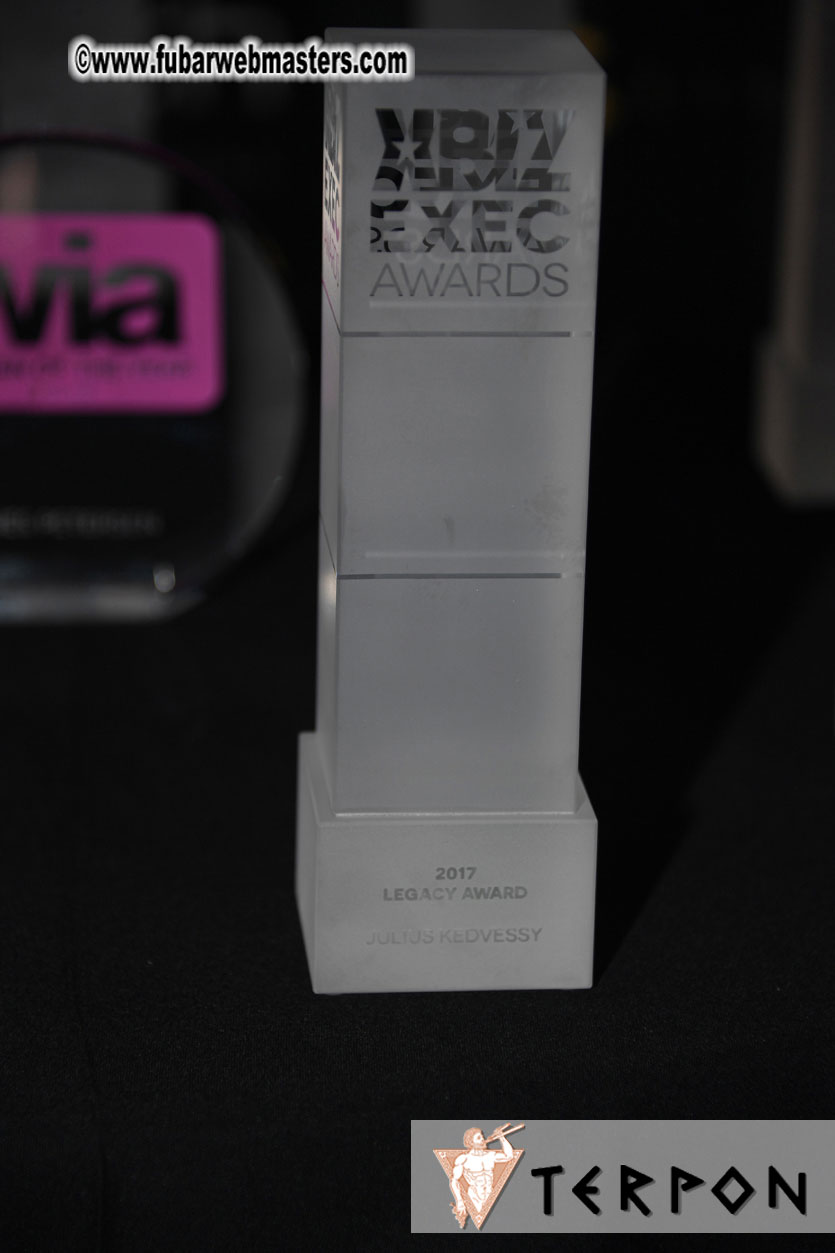 ©www.fubarwebmasters.com
EXEC
AWARDS
via
2017
LEGACY AWARD
JULIUS KEDVESSY
TERPON